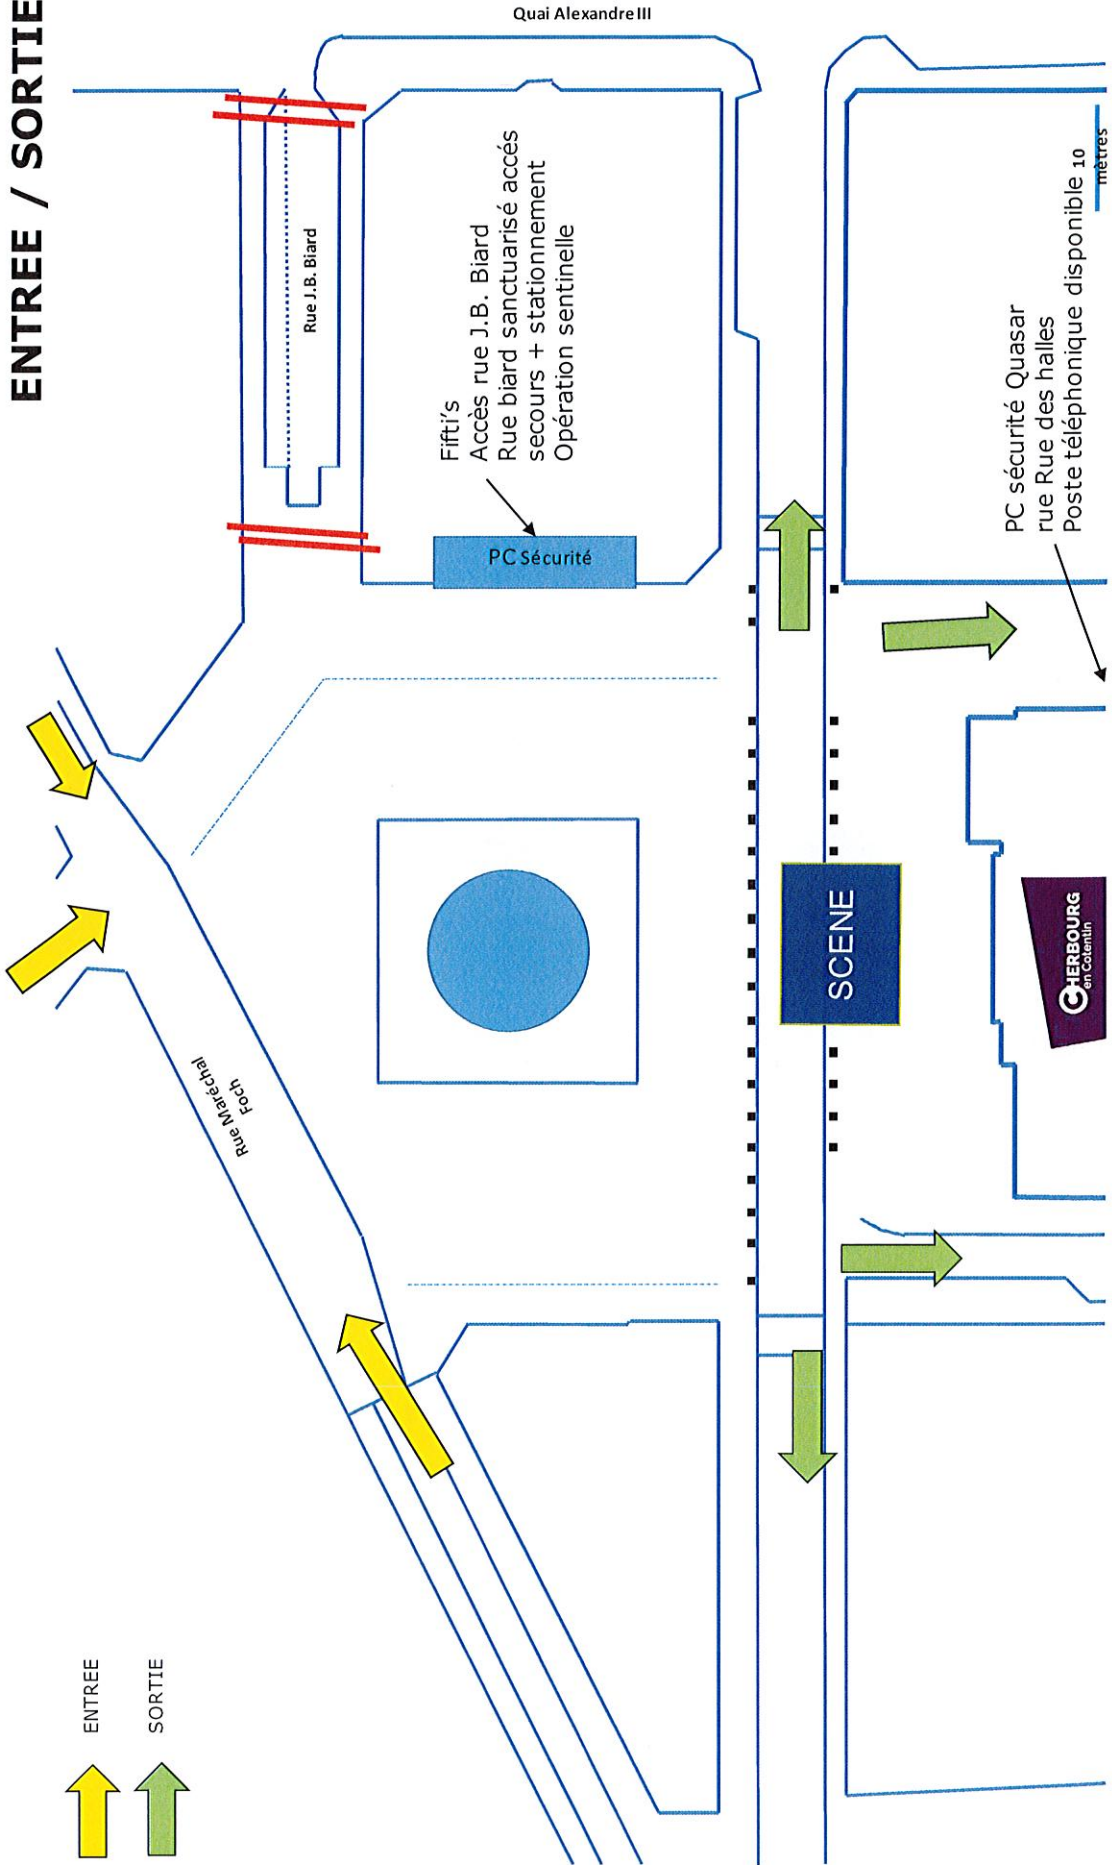 ENTREE / SORTIE
ENTREE
SORTIE
Quai Alexandre III
Rue J.B. Biard
Rue Maréchal
Foch
Fifti's
Accès rue J.B. Biard
Rue biard sanctuarisé accés
secours + stationnement
Opération sentinelle
PC Sécurité
SCENE
PC sécurité Quasar
rue Rue des halles
Poste téléphonique disponible
10
mètres
CHERBOURG
en Cotentin